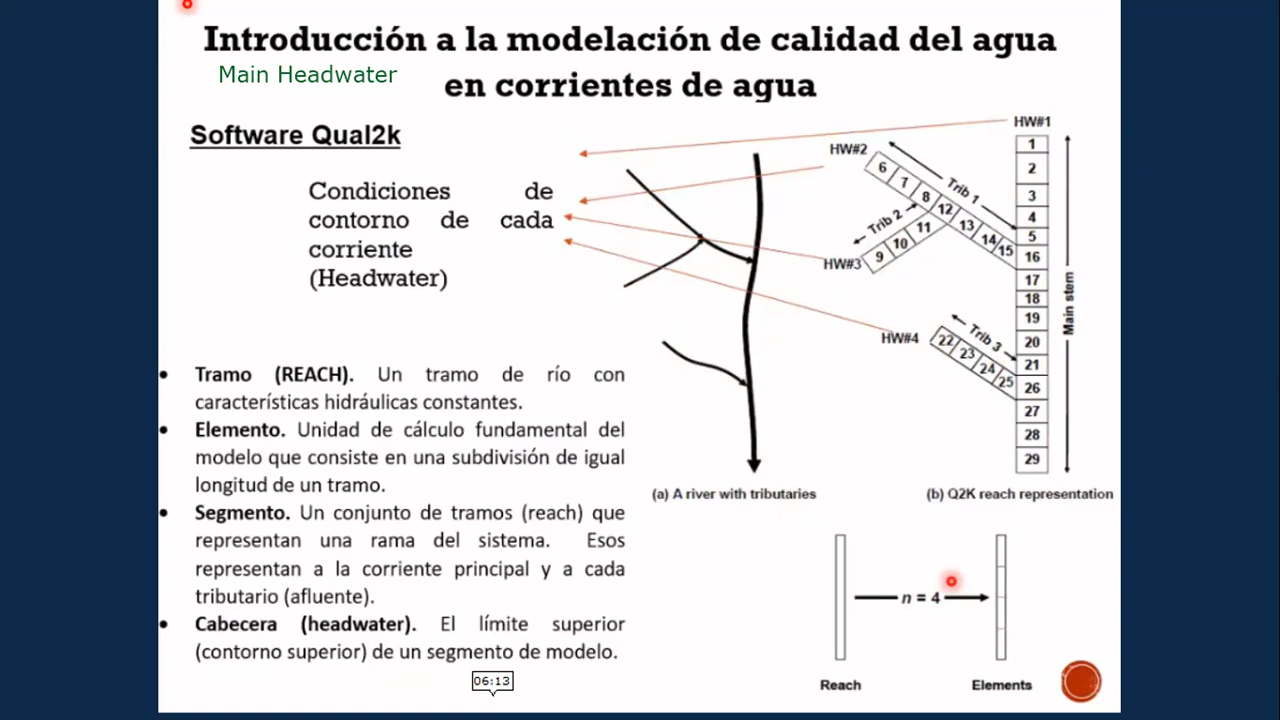 Introducción a la modelación de calidad del agua
Main Headwater
en corrientes de agua
Software Qual2k
Condiciones de
contorno de cada
corriente
(Headwater)
• Tramo (REACH). Un tramo de río con
características hidráulicas constantes.
• Elemento. Unidad de cálculo fundamental del
modelo que consiste en una subdivisión de igual
longitud de un tramo.
• Segmento. Un conjunto de tramos (reach) que
representan una rama del sistema. Esos
representan a la corriente principal y a cada
tributario (afluente).
• Cabecera (headwater). El límite superior
(contorno superior) de un segmento de modelo.
06:13
(a) A river with tributaries
HW#1
1
2
3
4
5
16
17
18
19
20
21
26
27
28
29
Main stem
HW#2
6
7
8
12
13
14
15
Trib 1
Trib 2
HW#3
9
10
11
HW#4
22
23
24
25
Trib 3
(b) Q2K reach representation
n = 4
Reach
Elements